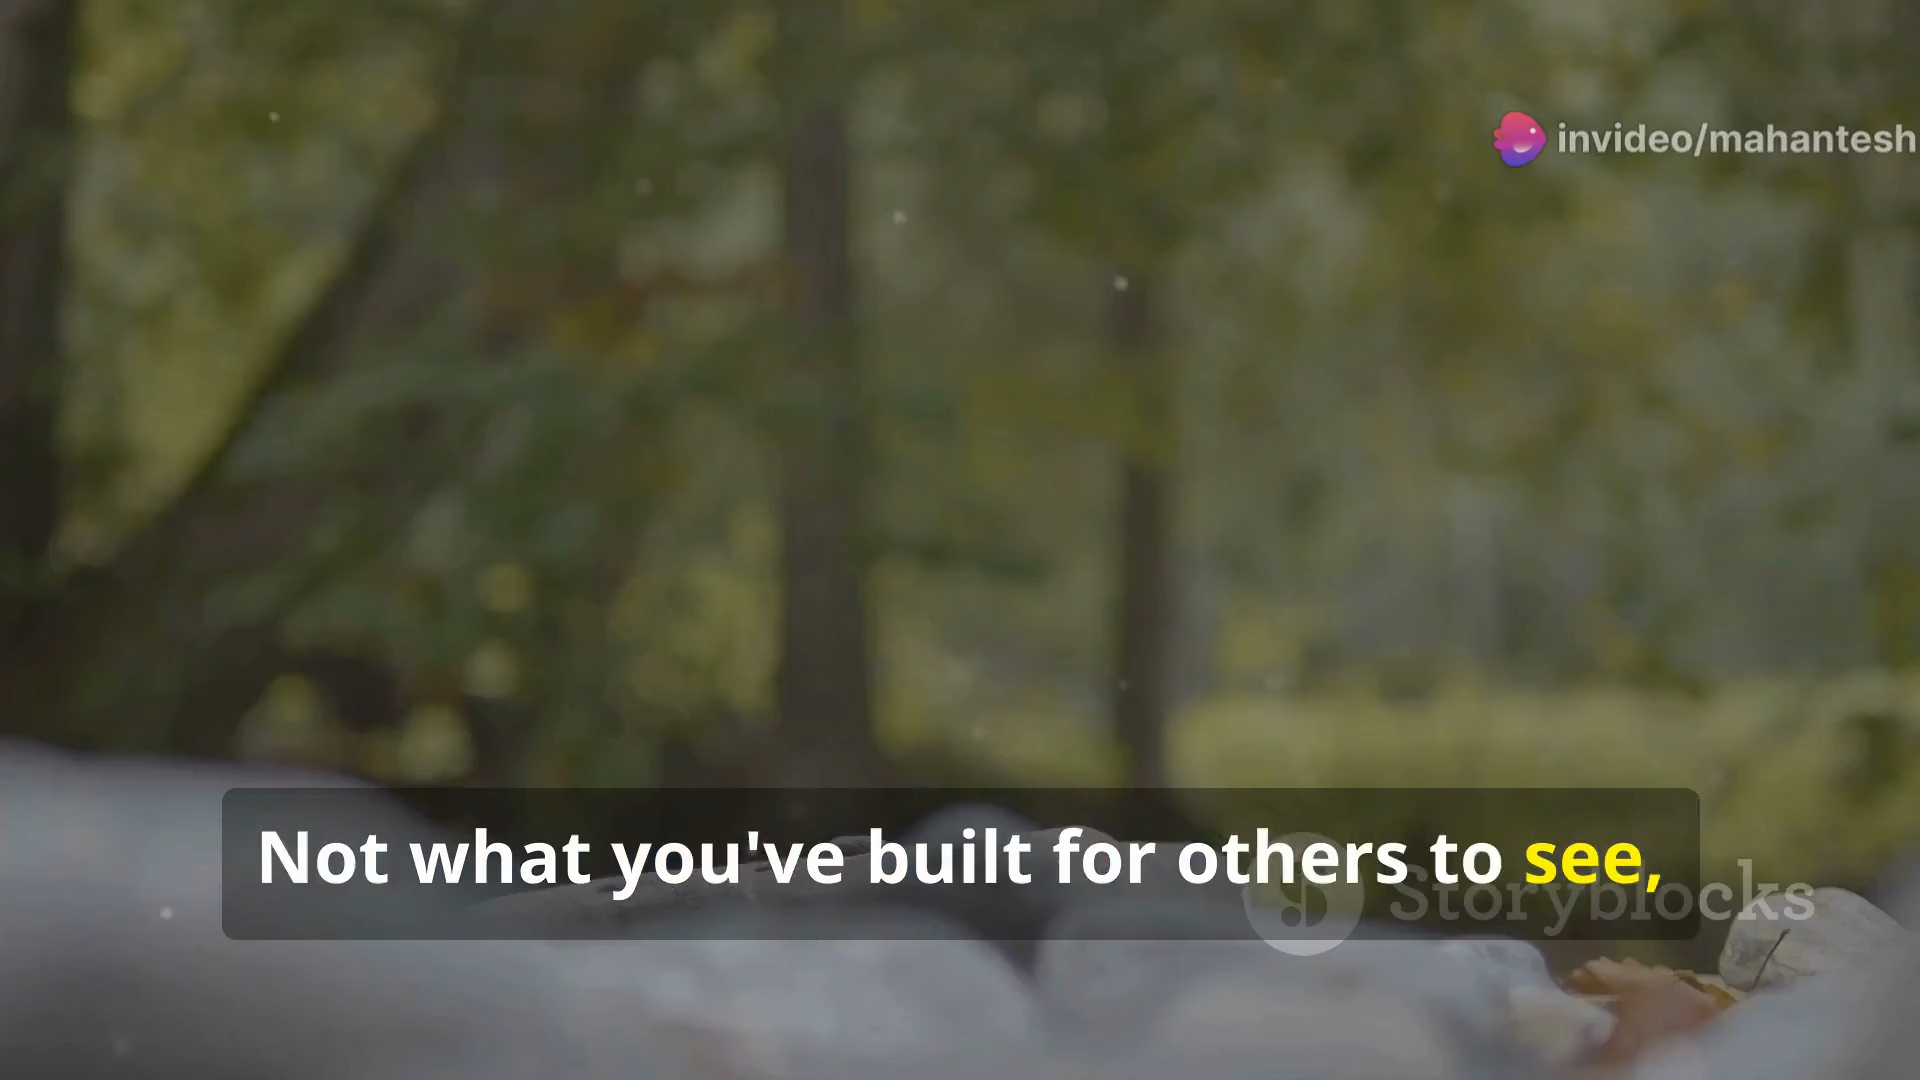 invideo/mahantesh
Not what you've built for others to see,
Storyblocks